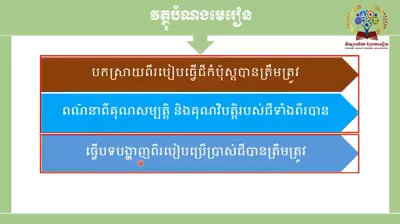 វត្ថុបំណងមេរៀន
បកស្រាយពីរបៀបធ្វើជីកំប៉ុស្តបានត្រឹមត្រូវ
ពណ៌នាពីគុណសម្បត្តិ និងគុណវិបត្តិរបស់ជីទាំងពីរបាន
ធ្វើបទបង្ហាញពីរបៀបប្រើប្រាស់ជីបានត្រឹមត្រូវ